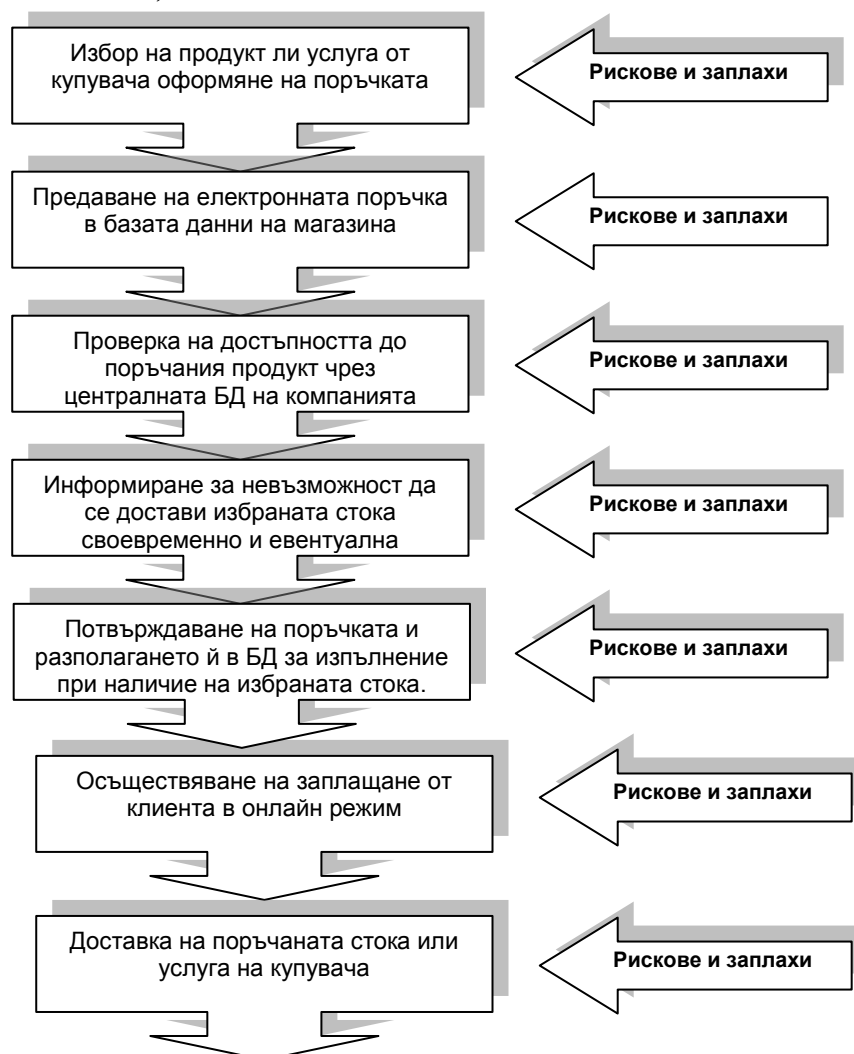 Избор на продукт ли услуга от
купувача оформяне на поръчката
Рискове и заплахи
Предаване на електронната поръчка
в базата данни на магазина
Рискове и заплахи
Проверка на достъпността до
поръчания продукт чрез
централната БД на компанията
Рискове и заплахи
Информиране за невъзможност да
се достави избраната стока
своевременно и евентуална
Рискове и заплахи
Потвърждаване на поръчката и
разполагането ѝ в БД за изпълнение
при наличие на избраната стока.
Рискове и заплахи
Осъществяване на заплащане от
клиента в онлайн режим
Рискове и заплахи
Доставка на поръчаната стока или
услуга на купувача
Рискове и заплахи